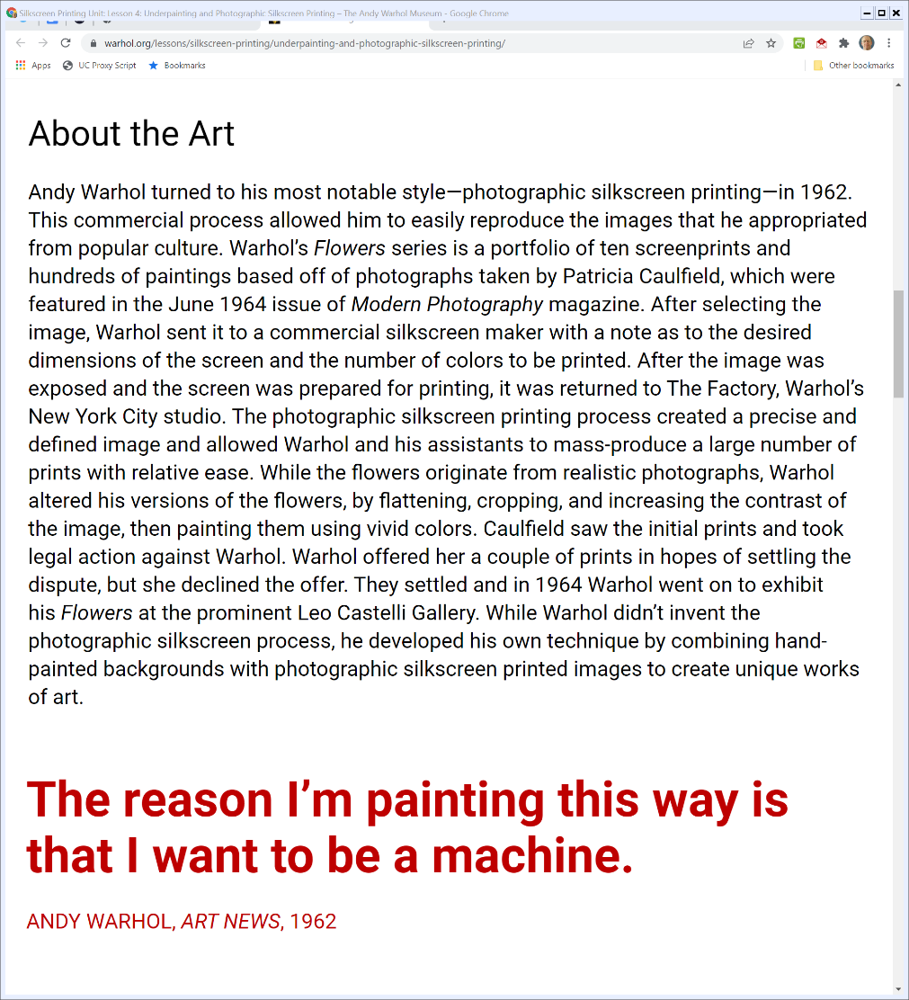 Silkscreen Printing Unit: Lesson 4: Underpainting and Photographic Silkscreen Printing – The Andy Warhol Museum - Google Chrome
warhol.org/lessons/silkscreen-printing/underpainting-and-photographic-silkscreen-printing/
Apps UC Proxy Script Bookmarks Other bookmarks
About the Art
Andy Warhol turned to his most notable style—photographic silkscreen printing—in 1962.
This commercial process allowed him to easily reproduce the images that he appropriated
from popular culture. Warhol’s Flowers series is a portfolio of ten screenprints and
hundreds of paintings based off of photographs taken by Patricia Caulfield, which were
featured in the June 1964 issue of Modern Photography magazine. After selecting the
image, Warhol sent it to a commercial silkscreen maker with a note as to the desired
dimensions of the screen and the number of colors to be printed. After the image was
exposed and the screen was prepared for printing, it was returned to The Factory, Warhol’s
New York City studio. The photographic silkscreen printing process created a precise and
defined image and allowed Warhol and his assistants to mass-produce a large number of
prints with relative ease. While the flowers originate from realistic photographs, Warhol
altered his versions of the flowers, by flattening, cropping, and increasing the contrast of
the image, then painting them using vivid colors. Caulfield saw the initial prints and took
legal action against Warhol. Warhol offered her a couple of prints in hopes of settling the
dispute, but she declined the offer. They settled and in 1964 Warhol went on to exhibit
his Flowers at the prominent Leo Castelli Gallery. While Warhol didn’t invent the
photographic silkscreen process, he developed his own technique by combining hand-
painted backgrounds with photographic silkscreen printed images to create unique works
of art.
The reason I’m painting this way is
that I want to be a machine.
ANDY WARHOL, ART NEWS, 1962